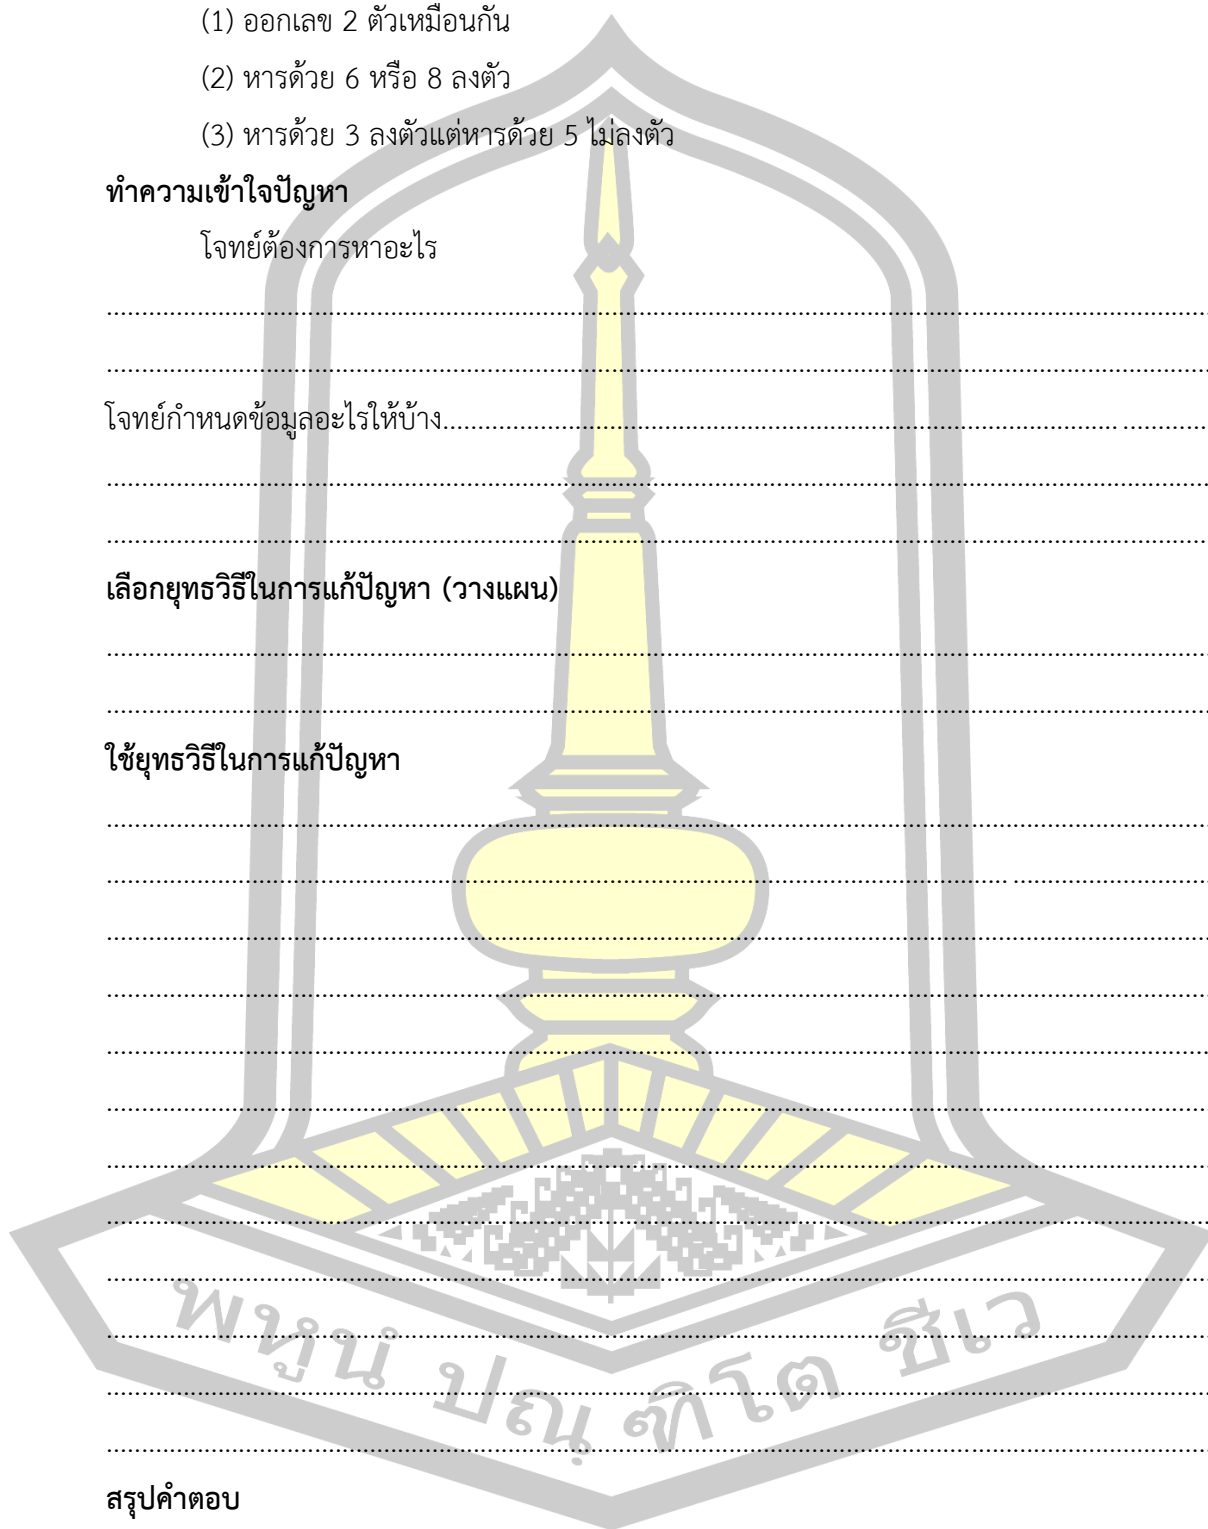 (1) ออกเลข 2 ตัวเหมือนกัน
(2) หารด้วย 6 หรือ 8 ลงตัว
(3) หารด้วย 3 ลงตัวแต่หารด้วย 5 ไม่ลงตัว
ทำความเข้าใจปัญหา
โจทย์ต้องการหาอะไร
โจทย์กำหนดข้อมูลอะไรให้บ้าง
เลือกยุทธวิธีในการแก้ปัญหา (วางแผน)
ใช้ยุทธวิธีในการแก้ปัญหา
พหูนํ ปณฺฑิโต ชีเว
สรุปคำตอบ